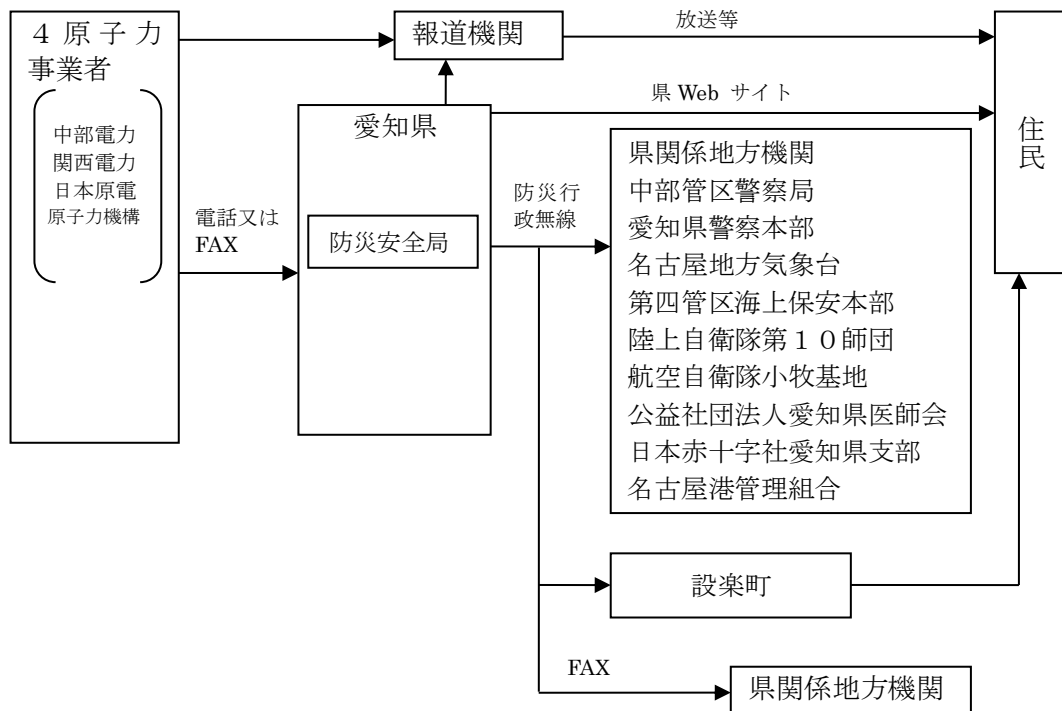 ４原子力
事業者
中部電力
関西電力
日本原電
原子力機構
電話又は
FAX
報道機関
放送等
愛知県
防災安全局
県 Web サイト
防災行
政無線
県関係地方機関
中部管区警察局
愛知県警察本部
名古屋地方気象台
第四管区海上保安本部
陸上自衛隊第１０師団
航空自衛隊小牧基地
公益社団法人愛知県医師会
日本赤十字社愛知県支部
名古屋港管理組合
設楽町
FAX
県関係地方機関
住民